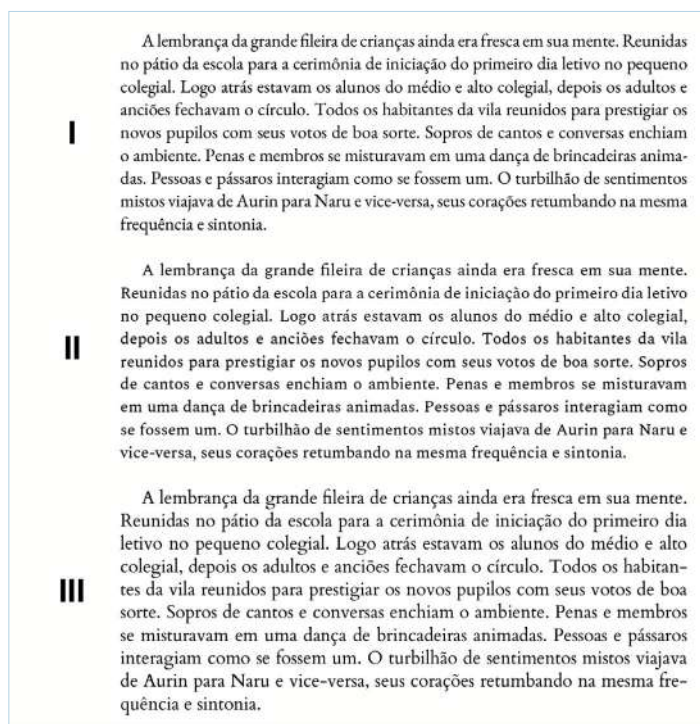 A lembrança da grande fileira de crianças ainda era fresca em sua mente. Reunidas
no pátio da escola para a cerimônia de iniciação do primeiro dia letivo no pequeno
colegial. Logo atrás estavam os alunos do médio e alto colegial, depois os adultos e
anciões fechavam o círculo. Todos os habitantes da vila reunidos para prestigiar os
I
novos pupilos com seus votos de boa sorte. Sopros de cantos e conversas enchiam
o ambiente. Penas e membros se misturavam em uma dança de brincadeiras anima-
das. Pessoas e pássaros interagiam como se fossem um. O turbilhão de sentimentos
mistos viajava de Aurin para Naru e vice-versa, seus corações retumbando na mesma
frequência e sintonia.
A lembrança da grande fileira de crianças ainda era fresca em sua mente.
Reunidas no pátio da escola para a cerimônia de iniciação do primeiro dia letivo
no pequeno colegial. Logo atrás estavam os alunos do médio e alto colegial,
depois os adultos e anciões fechavam o círculo. Todos os habitantes da vila
II
reunidos para prestigiar os novos pupilos com seus votos de boa sorte. Sopros
de cantos e conversas enchiam o ambiente. Penas e membros se misturavam
em uma dança de brincadeiras animadas. Pessoas e pássaros interagiam como
se fossem um. O turbilhão de sentimentos mistos viajava de Aurin para Naru e
vice-versa, seus corações retumbando na mesma frequência e sintonia.
A lembrança da grande fileira de crianças ainda era fresca em sua mente.
Reunidas no pátio da escola para a cerimônia de iniciação do primeiro dia
letivo no pequeno colegial. Logo atrás estavam os alunos do médio e alto
colegial, depois os adultos e anciões fechavam o círculo. Todos os habitan-
III
tes da vila reunidos para prestigiar os novos pupilos com seus votos de boa
sorte. Sopros de cantos e conversas enchiam o ambiente. Penas e membros
se misturavam em uma dança de brincadeiras animadas. Pessoas e pássaros
interagiam como se fossem um. O turbilhão de sentimentos mistos viajava
de Aurin para Naru e vice-versa, seus corações retumbando na mesma fre-
quência e sintonia.